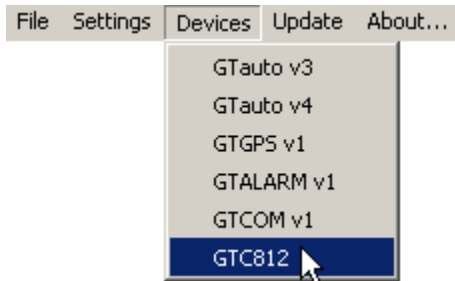 File Settings Devices Update About...
GTauto v3
GTauto v4
GTGPS v1
GTALARM v1
GTCOM v1
GTC812